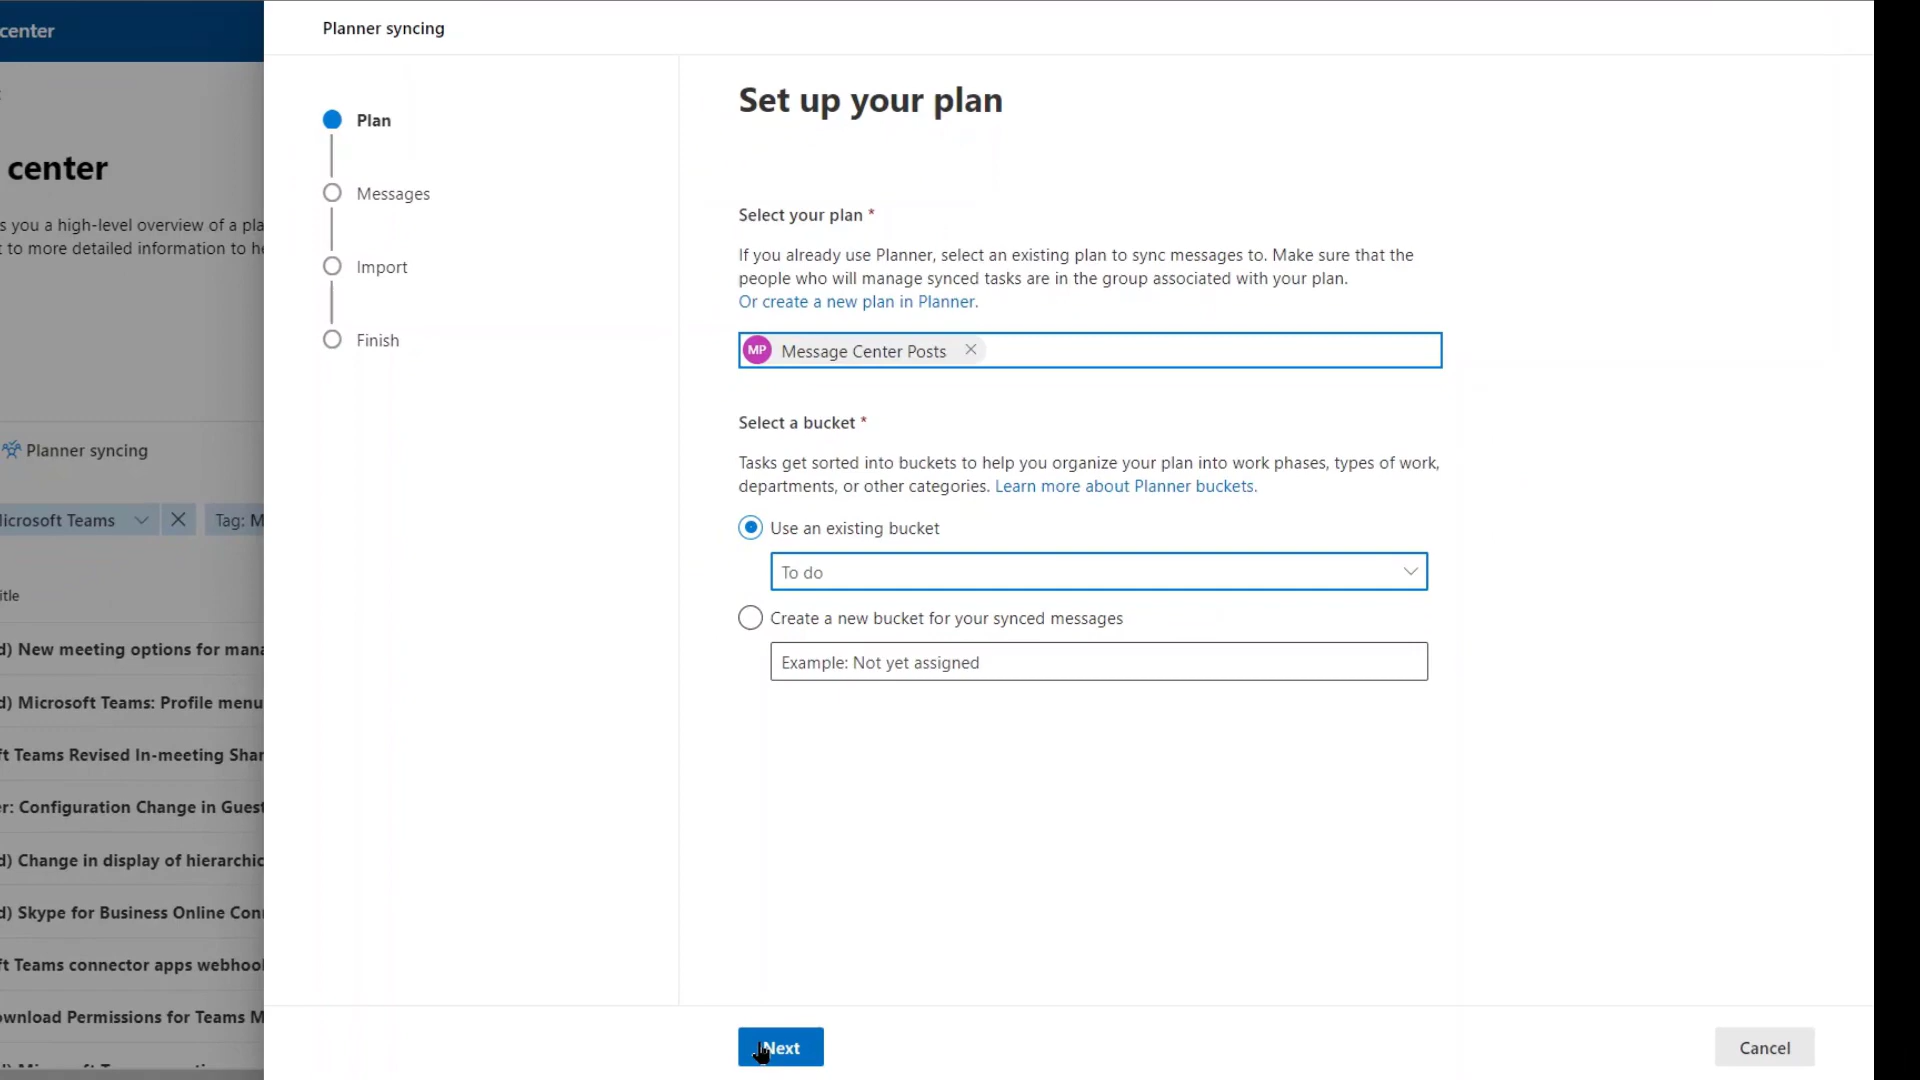 center
Planner syncing
center
s you a high-level overview of a pla
t to more detailed information to he
Planner syncing
icrosoft Teams
Tag: M
itle
d) New meeting options for mana
d) Microsoft Teams: Profile menu
ft Teams Revised In-meeting Shar
er: Configuration Change in Guest
d) Change in display of hierarchic
d) Skype for Business Online Con
ft Teams connector apps webhoo
ownload Permissions for Teams M
Plan
Messages
Import
Finish
Set up your plan
Select your plan *
If you already use Planner, select an existing plan to sync messages to. Make sure that the
people who will manage synced tasks are in the group associated with your plan.
Or create a new plan in Planner.
MP Message Center Posts
Select a bucket *
Tasks get sorted into buckets to help you organize your plan into work phases, types of work,
departments, or other categories. Learn more about Planner buckets.
Use an existing bucket
To do
Create a new bucket for your synced messages
Example: Not yet assigned
Next
Cancel